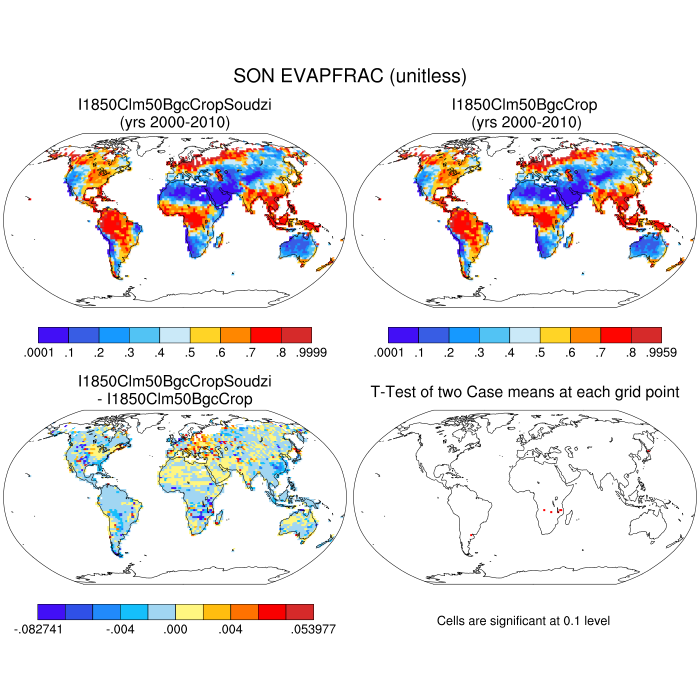 SON EVAPFRAC (unitless)
I1850Clm50BgcCropSoudzi
(yrs 2000-2010)
I1850Clm50BgcCrop
(yrs 2000-2010)
.0001 .1 .2 .3 .4 .5 .6 .7 .8 .9999
.0001 .1 .2 .3 .4 .5 .6 .7 .8 .9959
I1850Clm50BgcCropSoudzi
- I1850Clm50BgcCrop
T-Test of two Case means at each grid point
-.082741 -.004 .000 .004 .053977
Cells are significant at 0.1 level